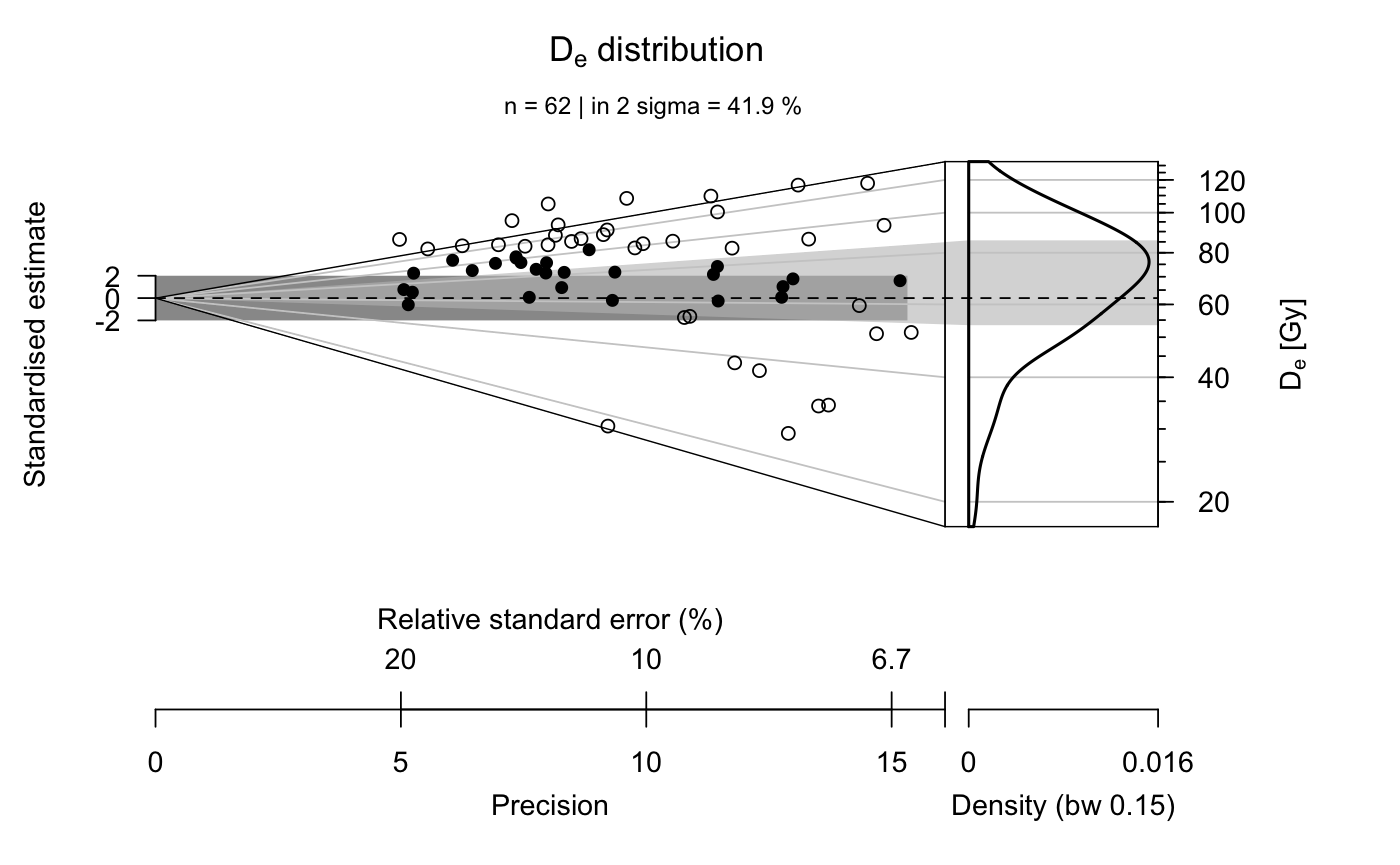 De distribution
n = 62 | in 2 sigma = 41.9 %
Standardised estimate
2
0
-2
120
100
80
60
40
20
De [Gy]
Relative standard error (%)
20 10 6.7
0 5 10 15 0 0.016
Precision Density (bw 0.15)